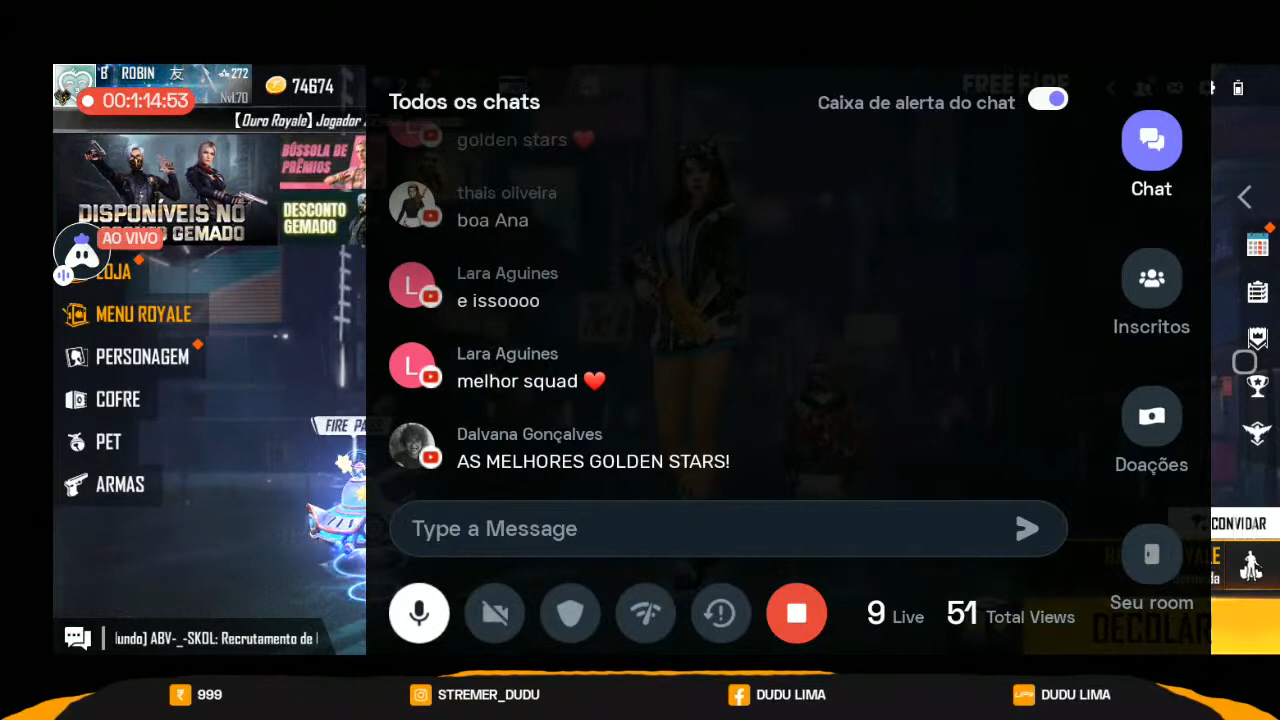 B ROBIN 友
272
Nvl.70
74674
00:1:14:53
【Ouro Royale】Jogador
DISPONÍVEIS NO
DESCONTO GEMADO
BÚSSOLA DE
PRÊMIOS
DESCONTO
GEMADO
AO VIVO
LOJA
MENU ROYALE
PERSONAGEM
COFRE
PET
ARMAS
FIRE PASS
ABV-_-SKOL: Recrutamento de
Todos os chats
FREE FIRE
Caixa de alerta do chat
golden stars ❤️
thais oliveira
boa Ana
Lara Aguines
e issoooo
Lara Aguines
melhor squad ❤️
Dalvana Gonçalves
AS MELHORES GOLDEN STARS!
Type a Message
9 Live
51 Total Views
Chat
Inscritos
Doações
Seu room
CONVIDAR
DECOLAR
₹ 999
STREMER_DUDU
DUDU LIMA
DUDU LIMA